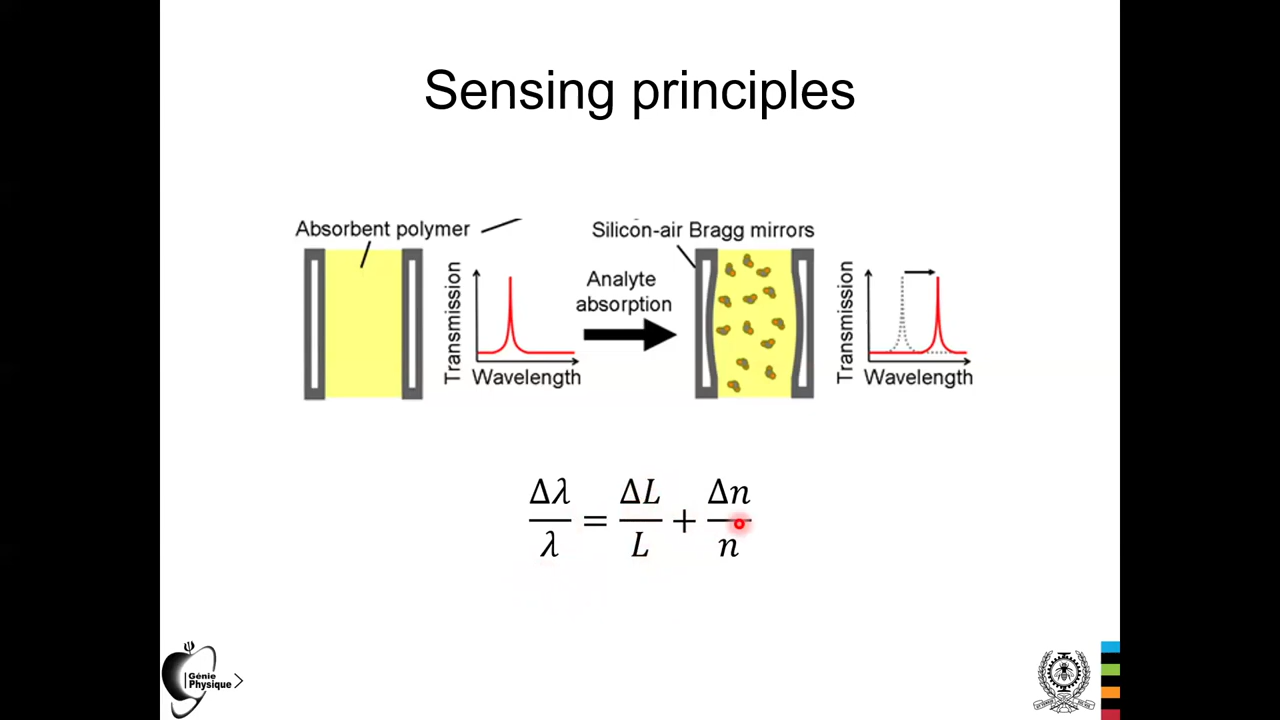 Sensing principles
Absorbent polymer
Silicon-air Bragg mirrors
Transmission
Wavelength
Analyte
absorption
Transmission
Wavelength
Δλ/λ = ΔL/L + Δn/n
Génie
Physique